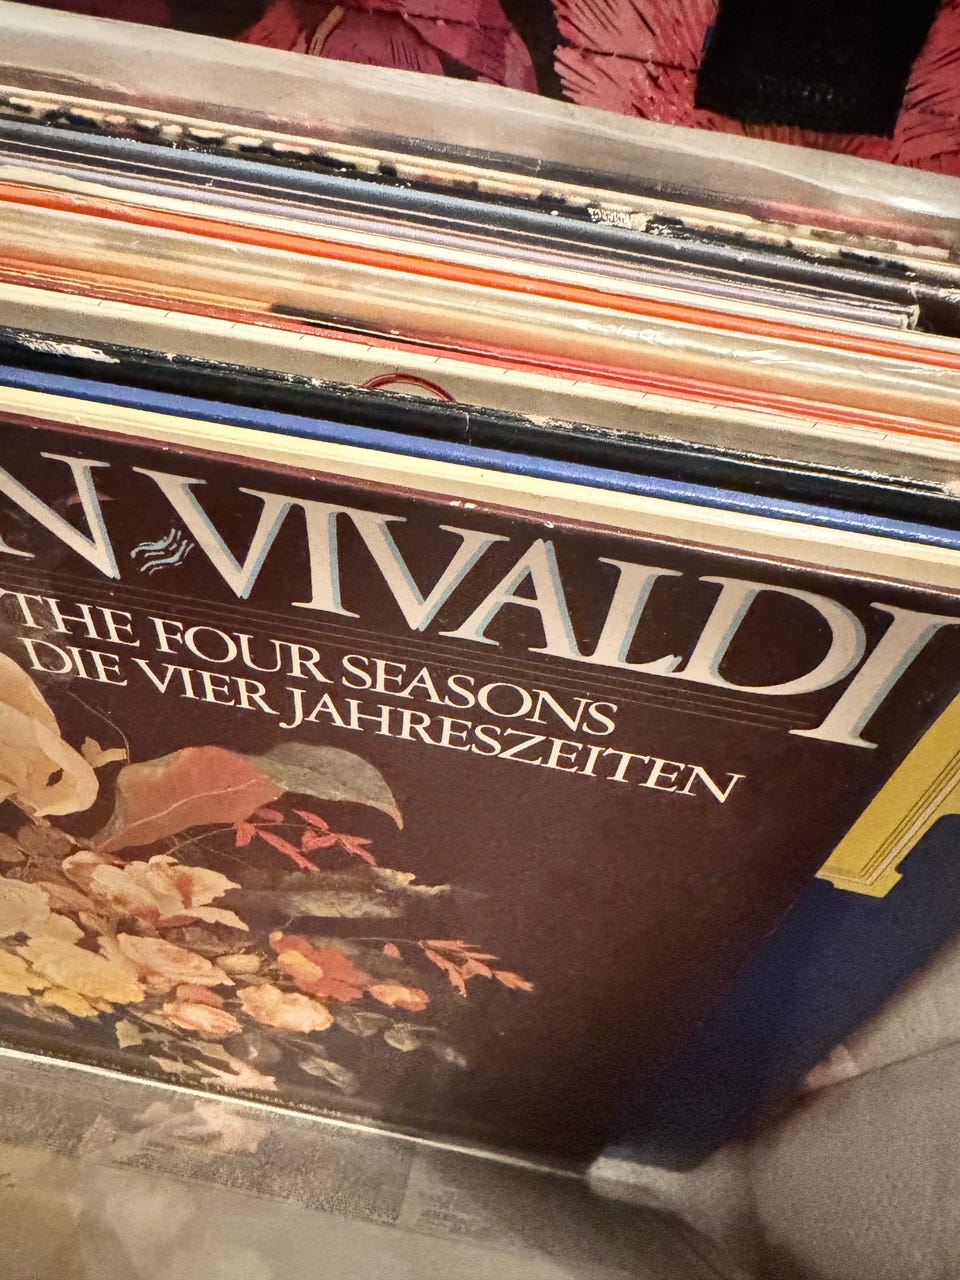 N VIVALDI
THE FOUR SEASONS
DIE VIER JAHRESZEITEN